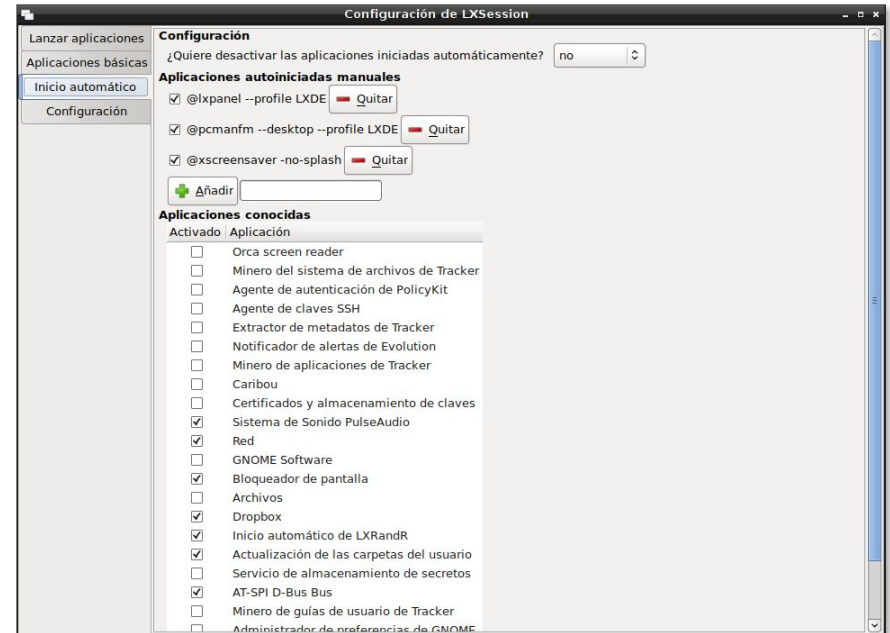 Configuración de LXSession
Lanzar aplicaciones
Aplicaciones básicas
Inicio automático
Configuración
Configuración
¿Quiere desactivar las aplicaciones iniciadas automáticamente? no
Aplicaciones autoiniciadas manuales
@lxpanel --profile LXDE Quitar
@pcmanfm --desktop --profile LXDE Quitar
@xscreensaver -no-splash Quitar
Añadir
Aplicaciones conocidas
Activado Aplicación
Orca screen reader
Minero del sistema de archivos de Tracker
Agente de autenticación de PolicyKit
Agente de claves SSH
Extractor de metadatos de Tracker
Notificador de alertas de Evolution
Minero de aplicaciones de Tracker
Caribou
Certificados y almacenamiento de claves
Sistema de Sonido PulseAudio
Red
GNOME Software
Bloqueador de pantalla
Archivos
Dropbox
Inicio automático de LXRandR
Actualización de las carpetas del usuario
Servicio de almacenamiento de secretos
AT-SPI D-Bus Bus
Minero de guías de usuario de Tracker
Administrador de preferencias de GNOME